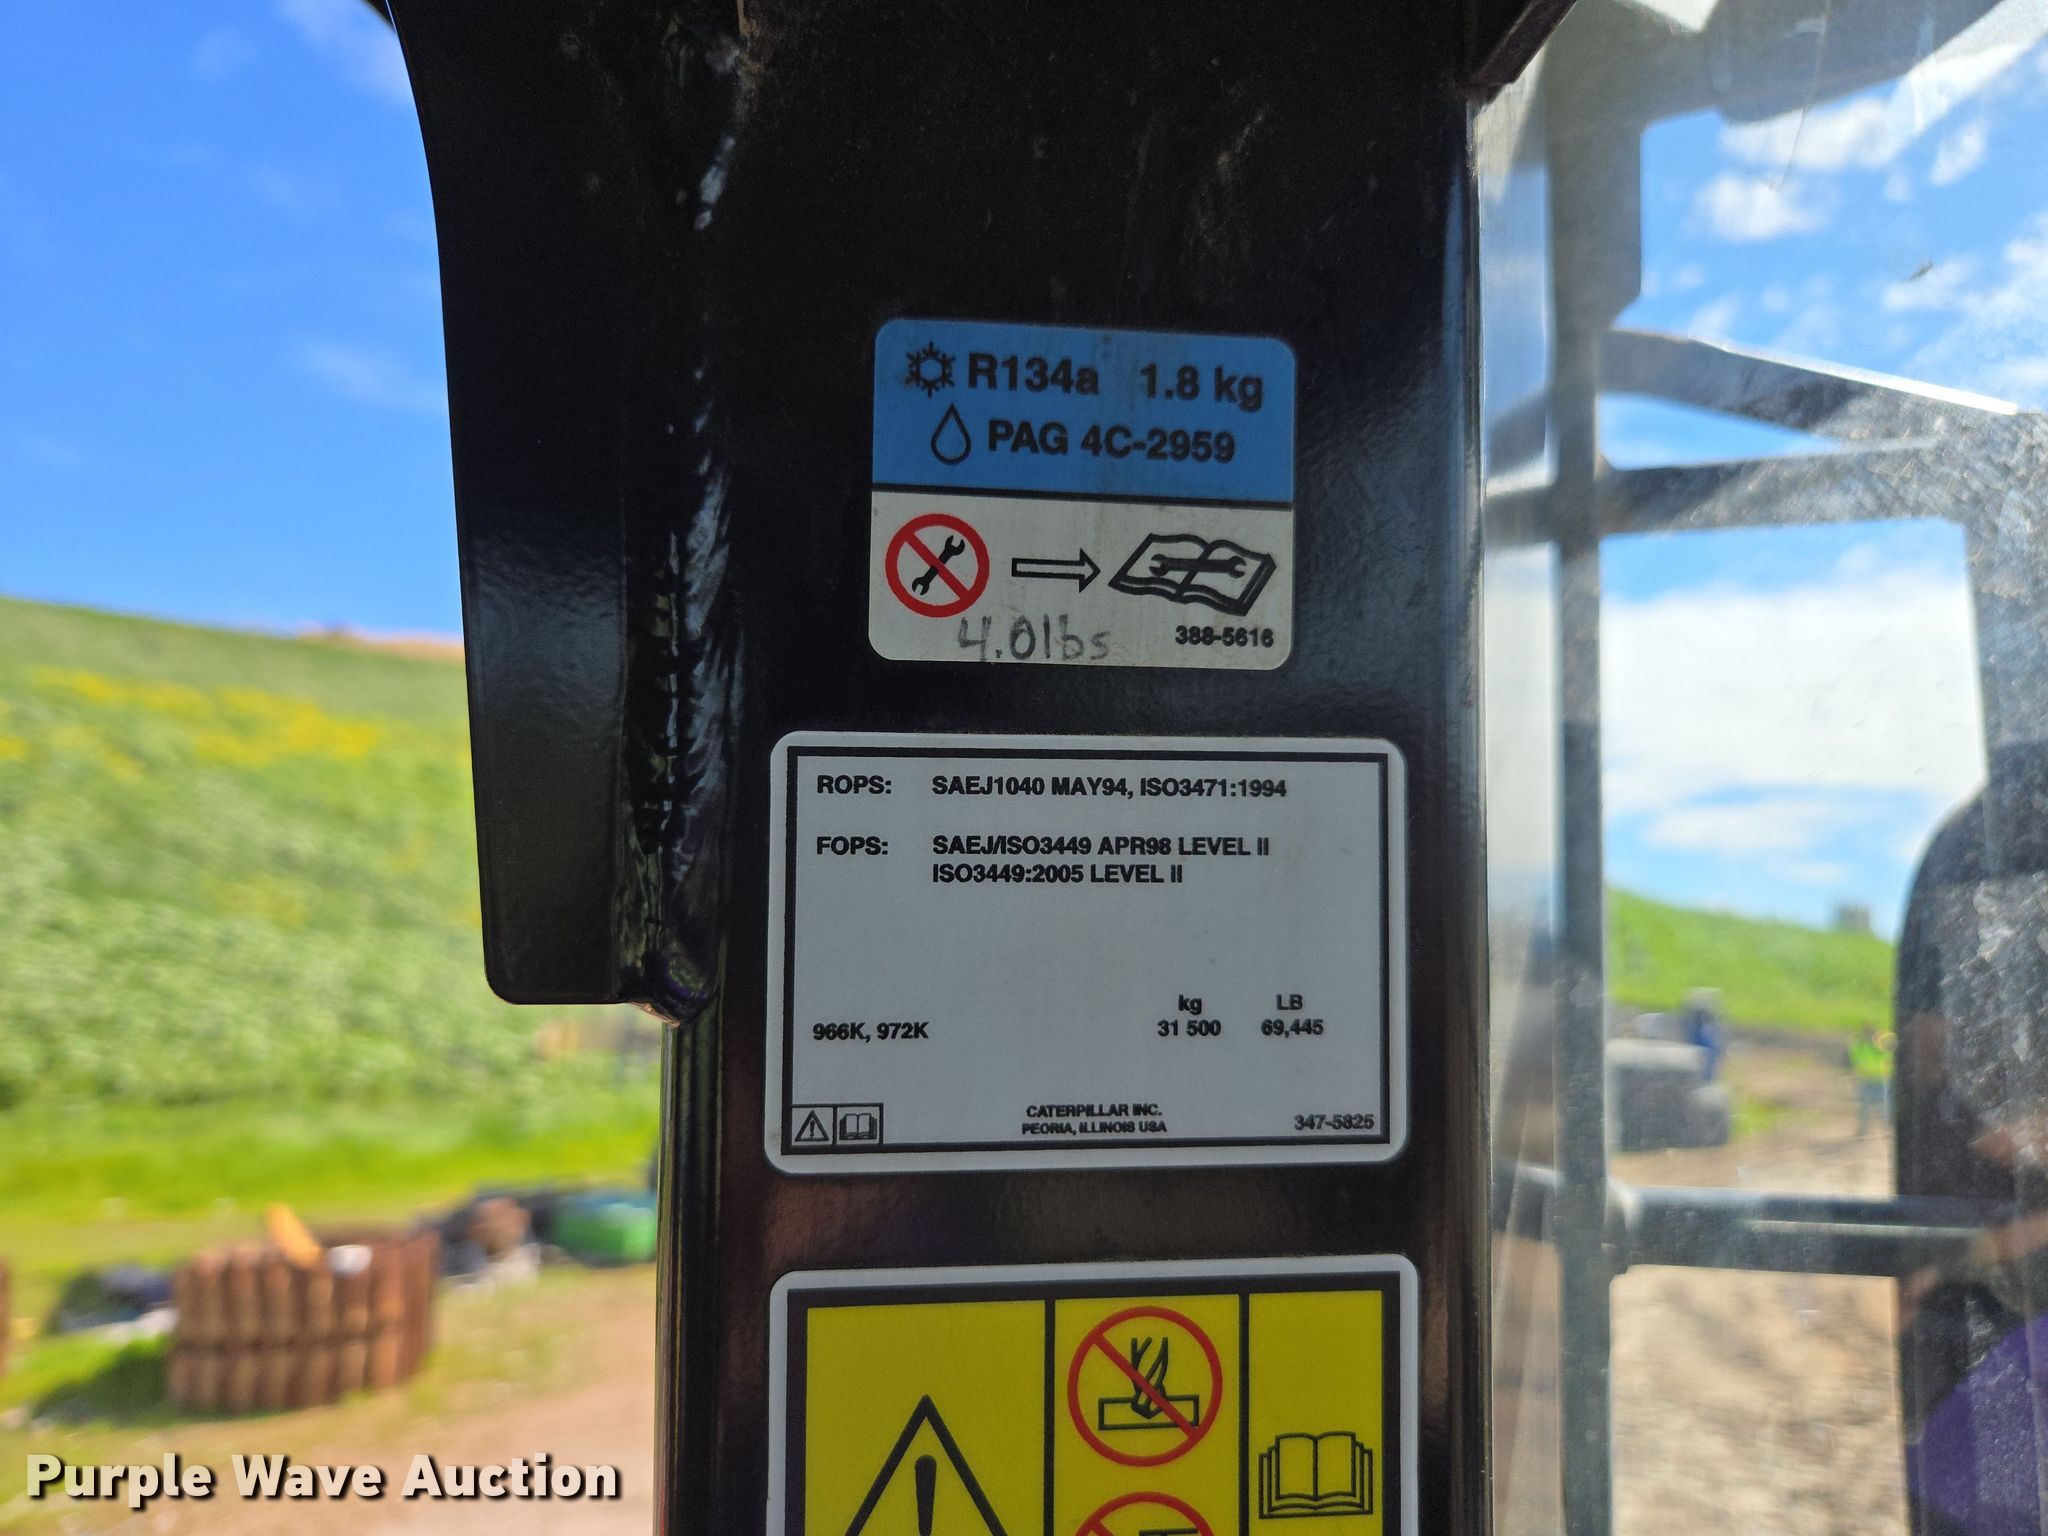 R134a 1.8 kg
PAG 4C-2959
4.0lbs 388-5616
ROPS: SAEJ1040 MAY94, ISO3471:1994
FOPS: SAEJ/ISO3449 APR98 LEVEL II
ISO3449:2005 LEVEL II
kg LB
966K, 972K 31 500 69,445
CATERPILLAR INC.
PEORIA, ILLINOIS USA 347-5825
Purple Wave Auction